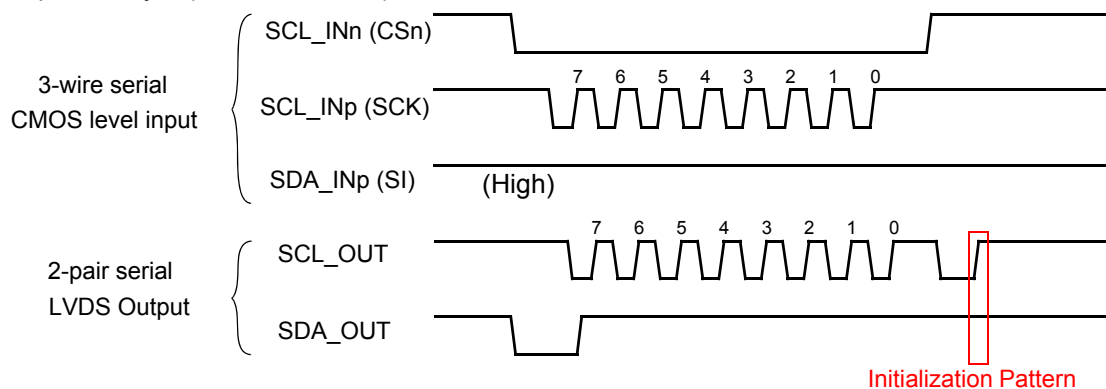 SCL_INn (CSn)
3-wire serial
CMOS level input
7 6 5 4 3 2 1 0
SCL_INp (SCK)
SDA_INp (SI)
(High)
7 6 5 4 3 2 1 0
SCL_OUT
2-pair serial
LVDS Output
SDA_OUT
Initialization Pattern